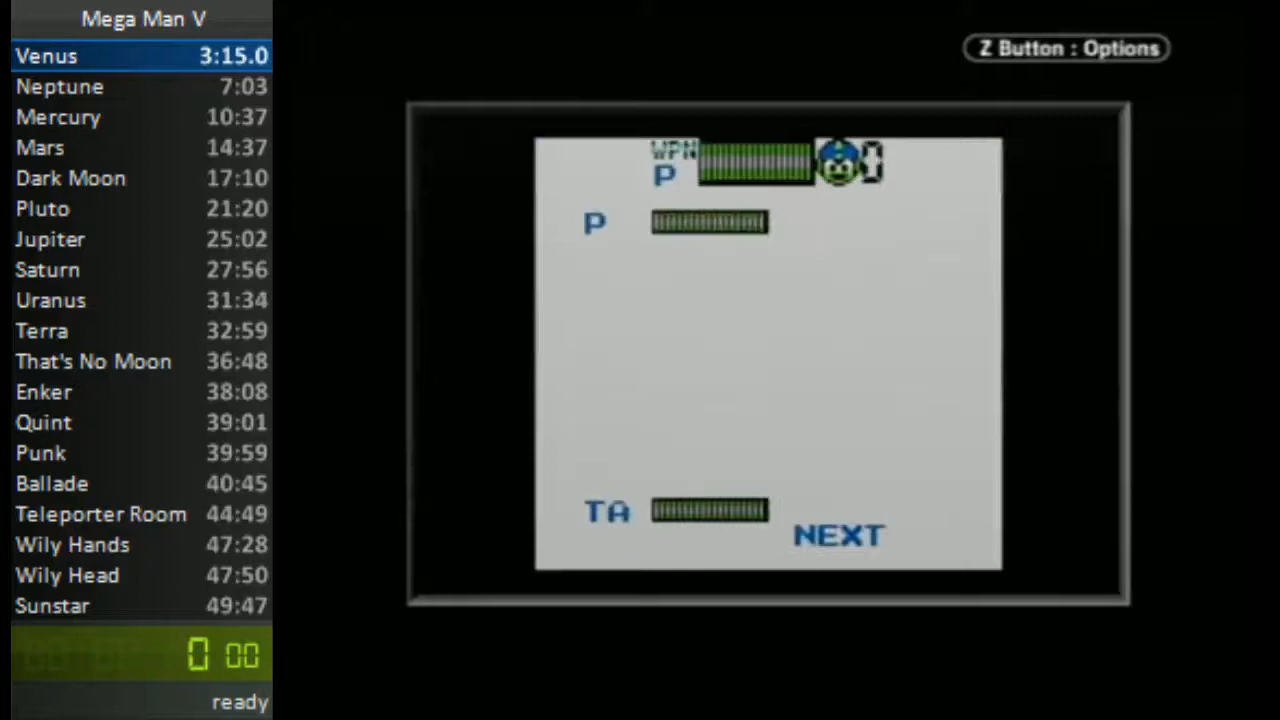 Mega Man V
Venus 3:15.0
Neptune 7:03
Mercury 10:37
Mars 14:37
Dark Moon 17:10
Pluto 21:20
Jupiter 25:02
Saturn 27:56
Uranus 31:34
Terra 32:59
That's No Moon 36:48
Enker 38:08
Quint 39:01
Punk 39:59
Ballade 40:45
Teleporter Room 44:49
Wily Hands 47:28
Wily Head 47:50
Sunstar 49:47
0 00
ready
Z Button : Options
WPN
P 0
P
TA
NEXT